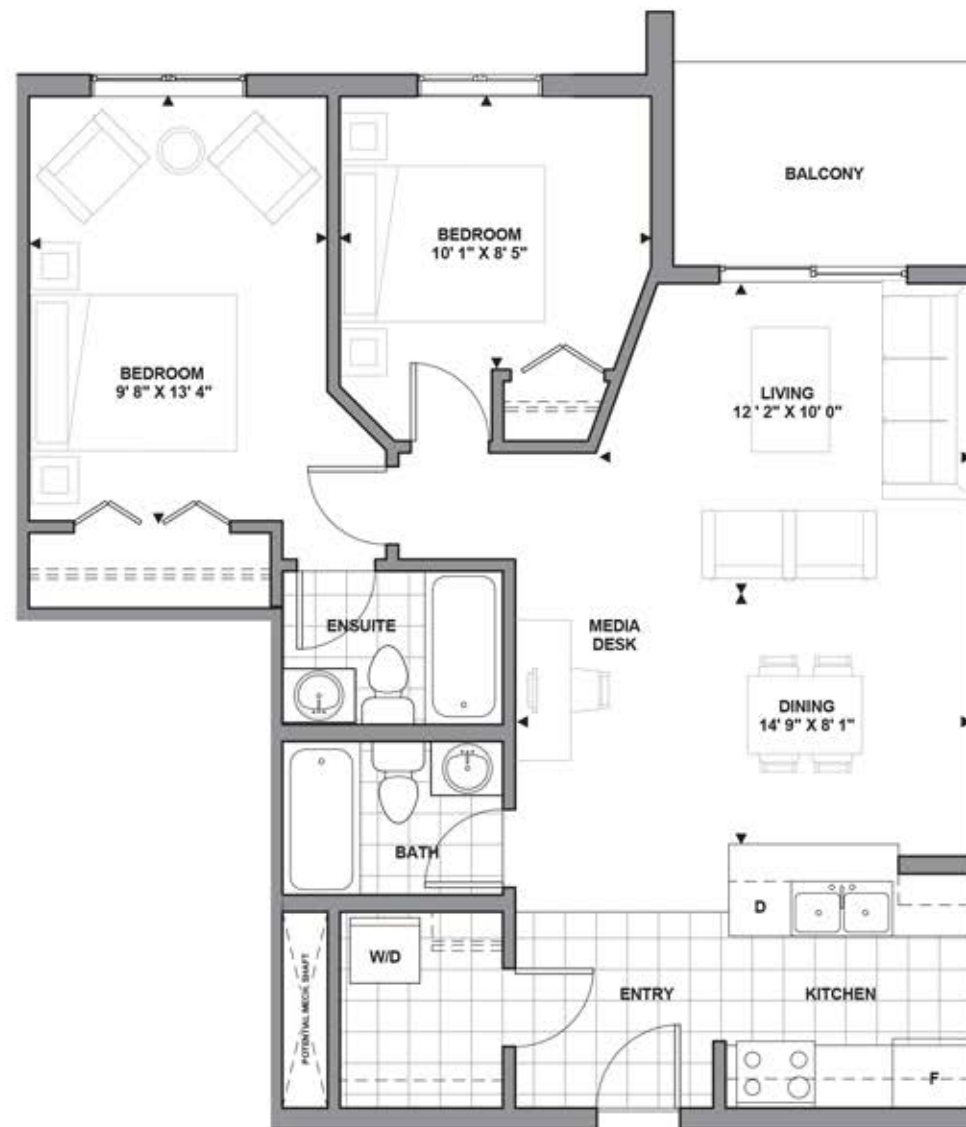 BALCONY
BEDROOM
10' 1" X 8' 5"
BEDROOM
9' 8" X 13' 4"
LIVING
12 ' 2" X 10' 0"
ENSUITE
MEDIA
DESK
DINING
14' 9" X 8' 1"
BATH
D
W/D
POTENTIAL MECH. SHAFT
ENTRY
KITCHEN
F